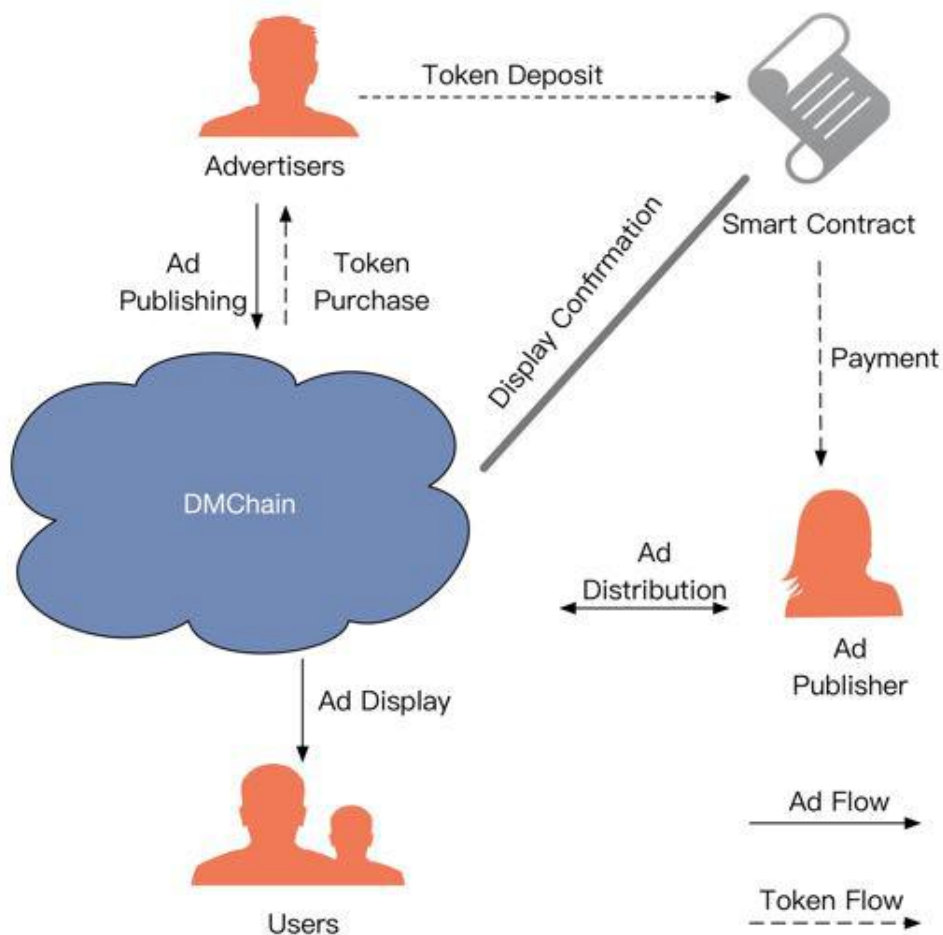 Token Deposit
Advertisers
Smart Contract
Ad
Publishing
Token
Purchase
Display Confirmation
Payment
DMChain
Ad
Distribution
Ad
Publisher
Ad Display
Ad Flow
Token Flow
Users